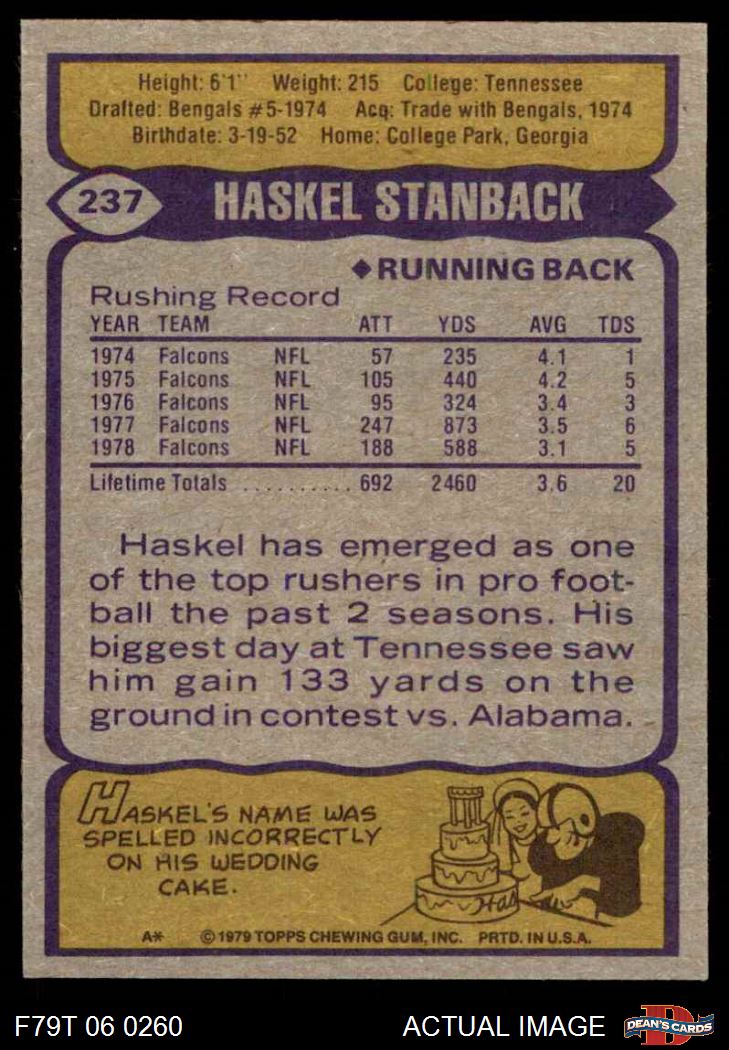 Height: 6'1" Weight: 215 College: Tennessee
Drafted: Bengals #5-1974 Acq: Trade with Bengals, 1974
Birthdate: 3-19-52 Home: College Park, Georgia
237 HASKEL STANBACK
◆RUNNING BACK
Rushing Record
YEAR TEAM ATT YDS AVG TDS
1974 Falcons NFL 57 235 4.1 1
1975 Falcons NFL 105 440 4.2 5
1976 Falcons NFL 95 324 3.4 3
1977 Falcons NFL 247 873 3.5 6
1978 Falcons NFL 188 588 3.1 5
Lifetime Totals .......... 692 2460 3.6 20
Haskel has emerged as one
of the top rushers in pro foot-
ball the past 2 seasons. His
biggest day at Tennessee saw
him gain 133 yards on the
ground in contest vs. Alabama.
HASKEL'S NAME WAS
SPELLED INCORRECTLY
ON HIS WEDDING
CAKE.
Has
A* © 1979 TOPPS CHEWING GUM, INC. PRTD. IN U.S.A.
F79T 06 0260 ACTUAL IMAGE D DEAN'S CARDS